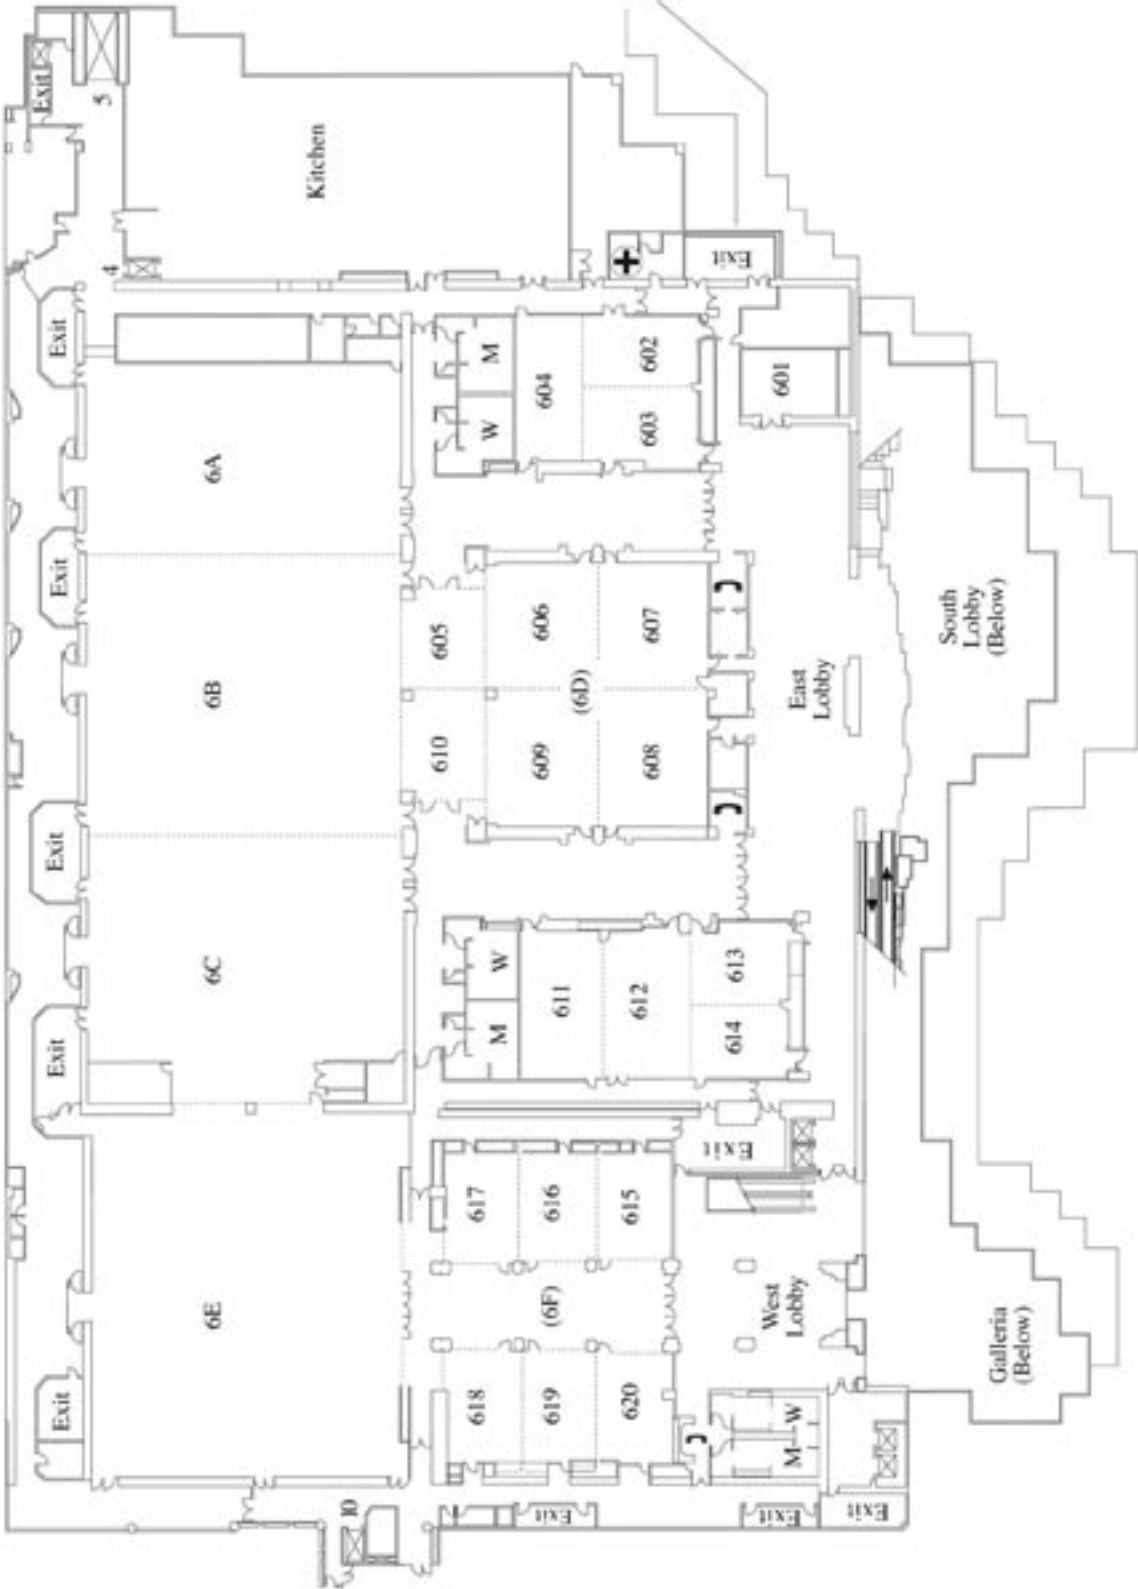 Exit
Exit
Exit
Exit
Exit
Exit
5
4
6E
6C
6B
6A
Kitchen
10
618
617
610
605
M
W
W
M
Exit
619
(6F)
616
611
609
606
604
(6D)
620
615
612
608
607
603
602
614
613
Exit
Exit
601
West
Lobby
East
Lobby
M
W
Exit
Exit
South
Lobby
(Below)
Galleria
(Below)